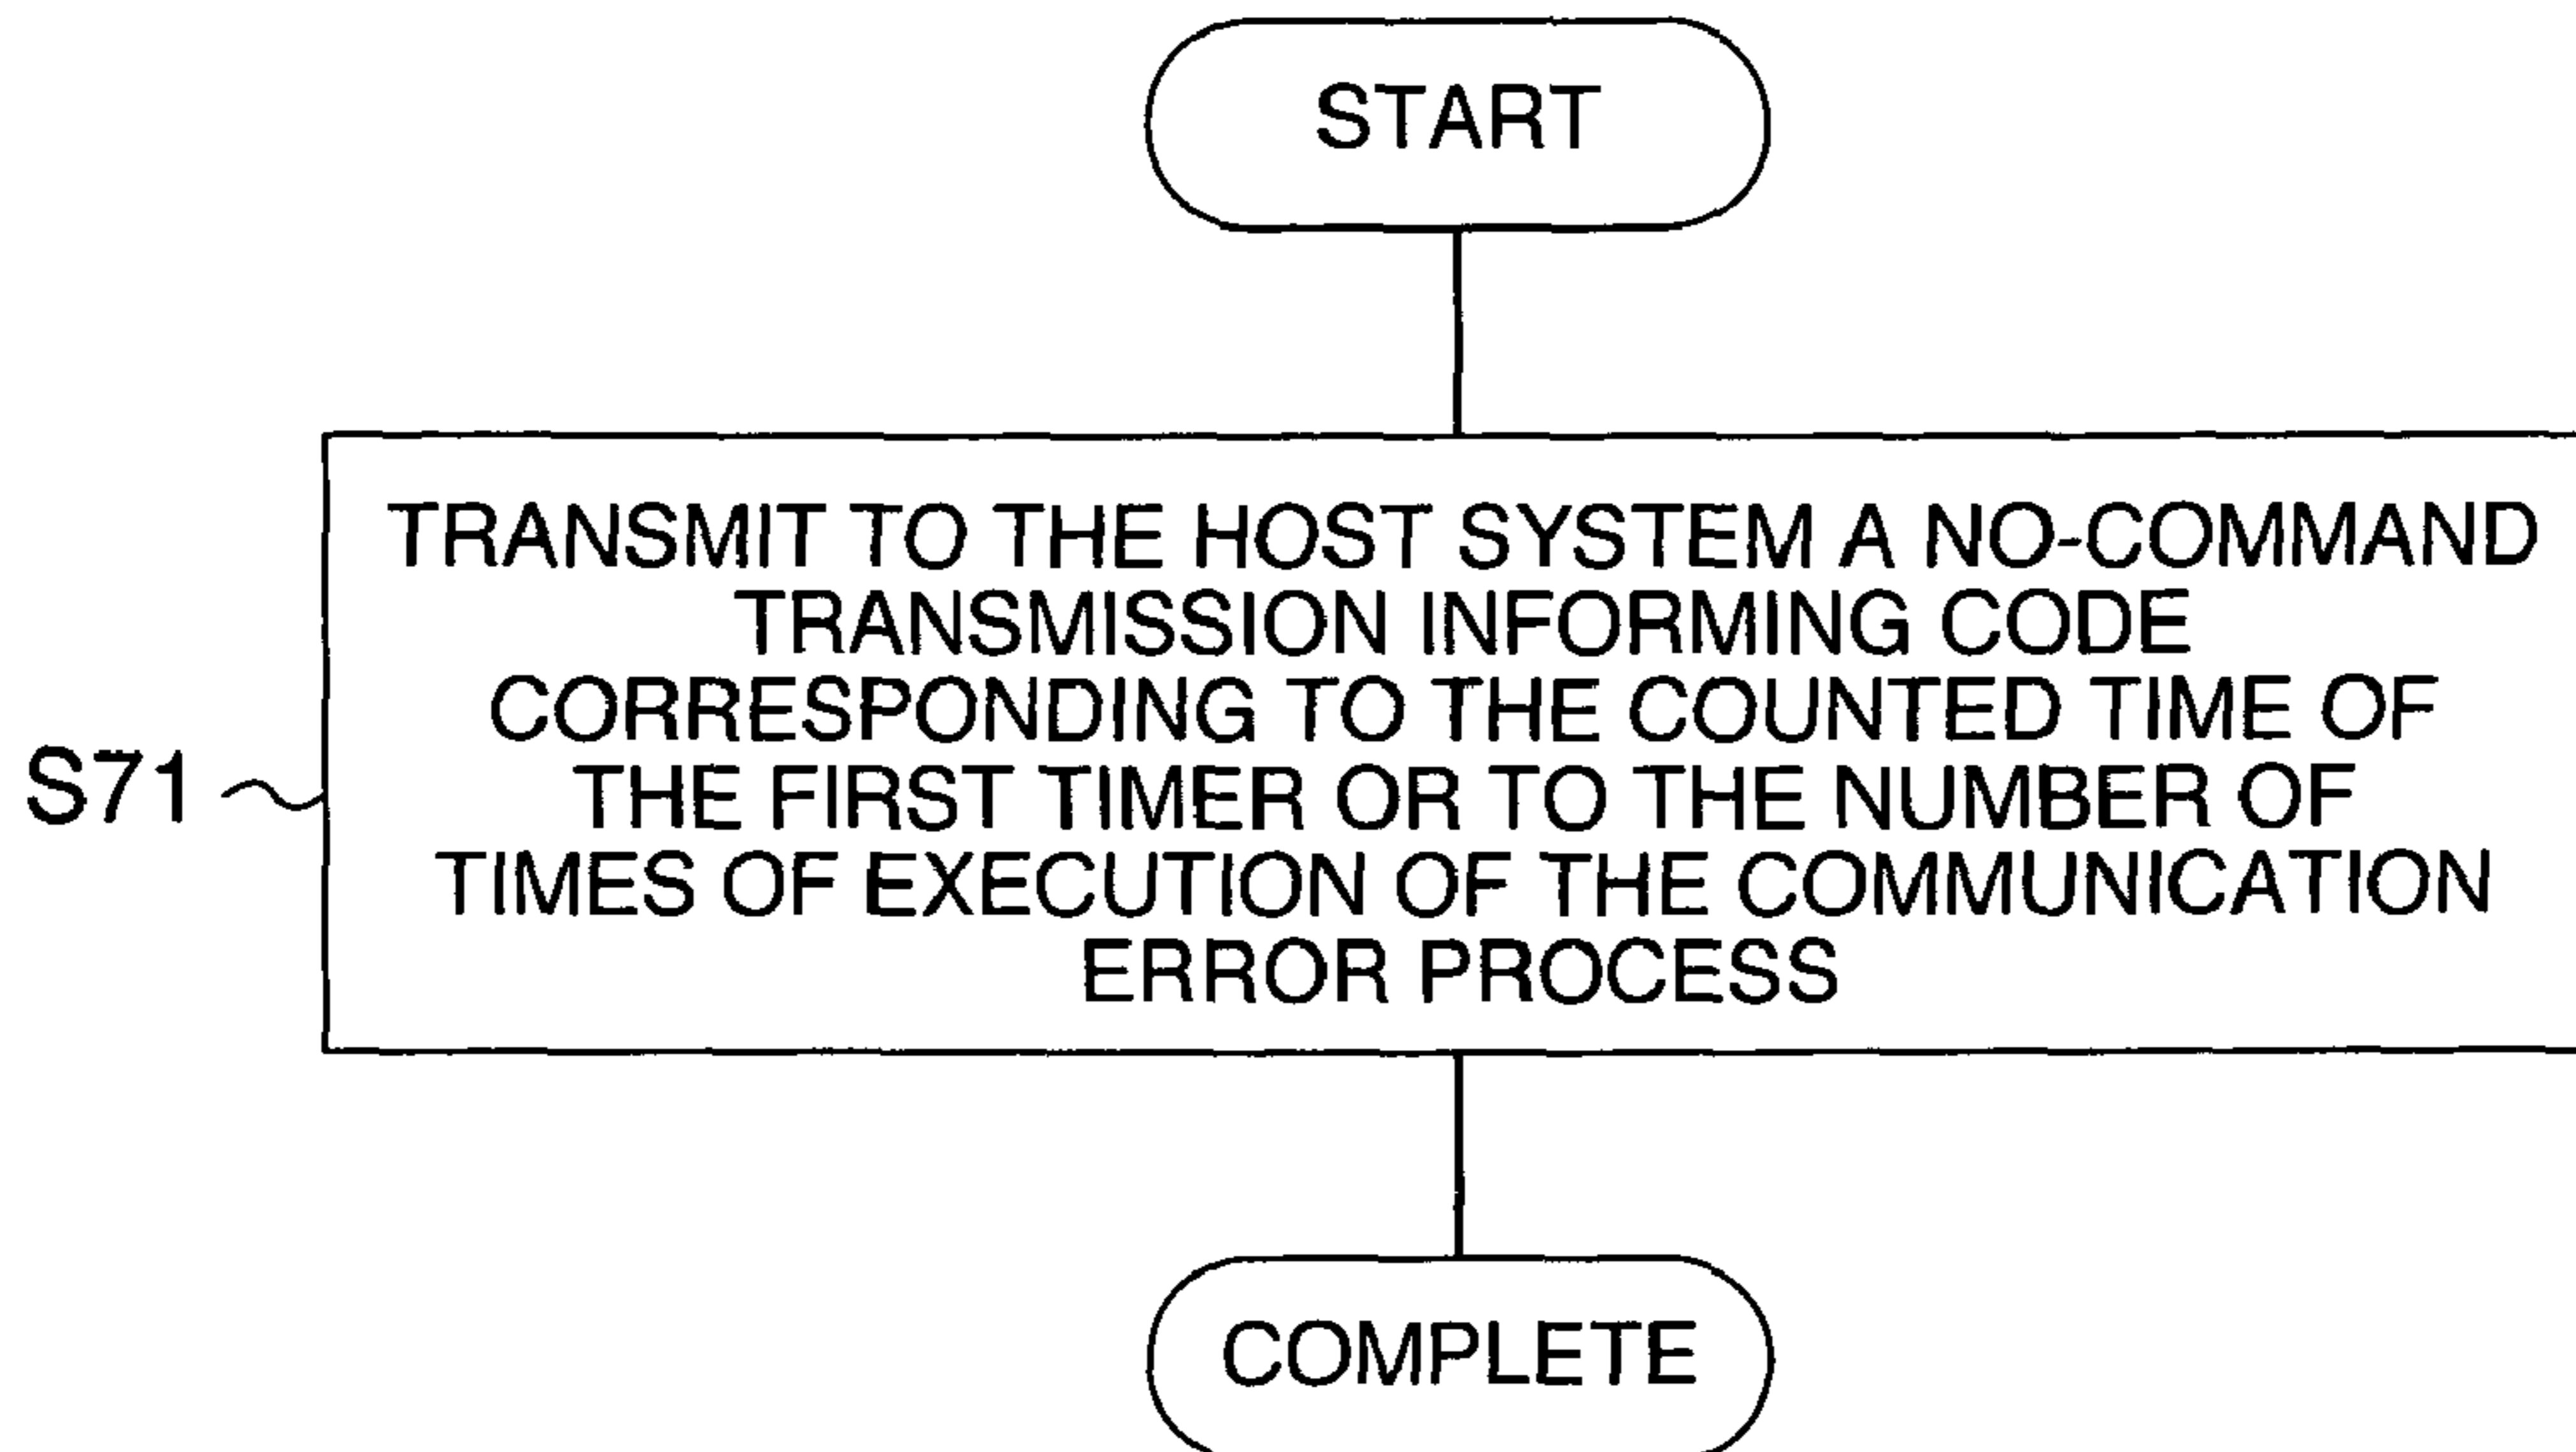 START
TRANSMIT TO THE HOST SYSTEM A NO-COMMAND
TRANSMISSION INFORMING CODE
CORRESPONDING TO THE COUNTED TIME OF
THE FIRST TIMER OR TO THE NUMBER OF
TIMES OF EXECUTION OF THE COMMUNICATION
ERROR PROCESS
S71
COMPLETE